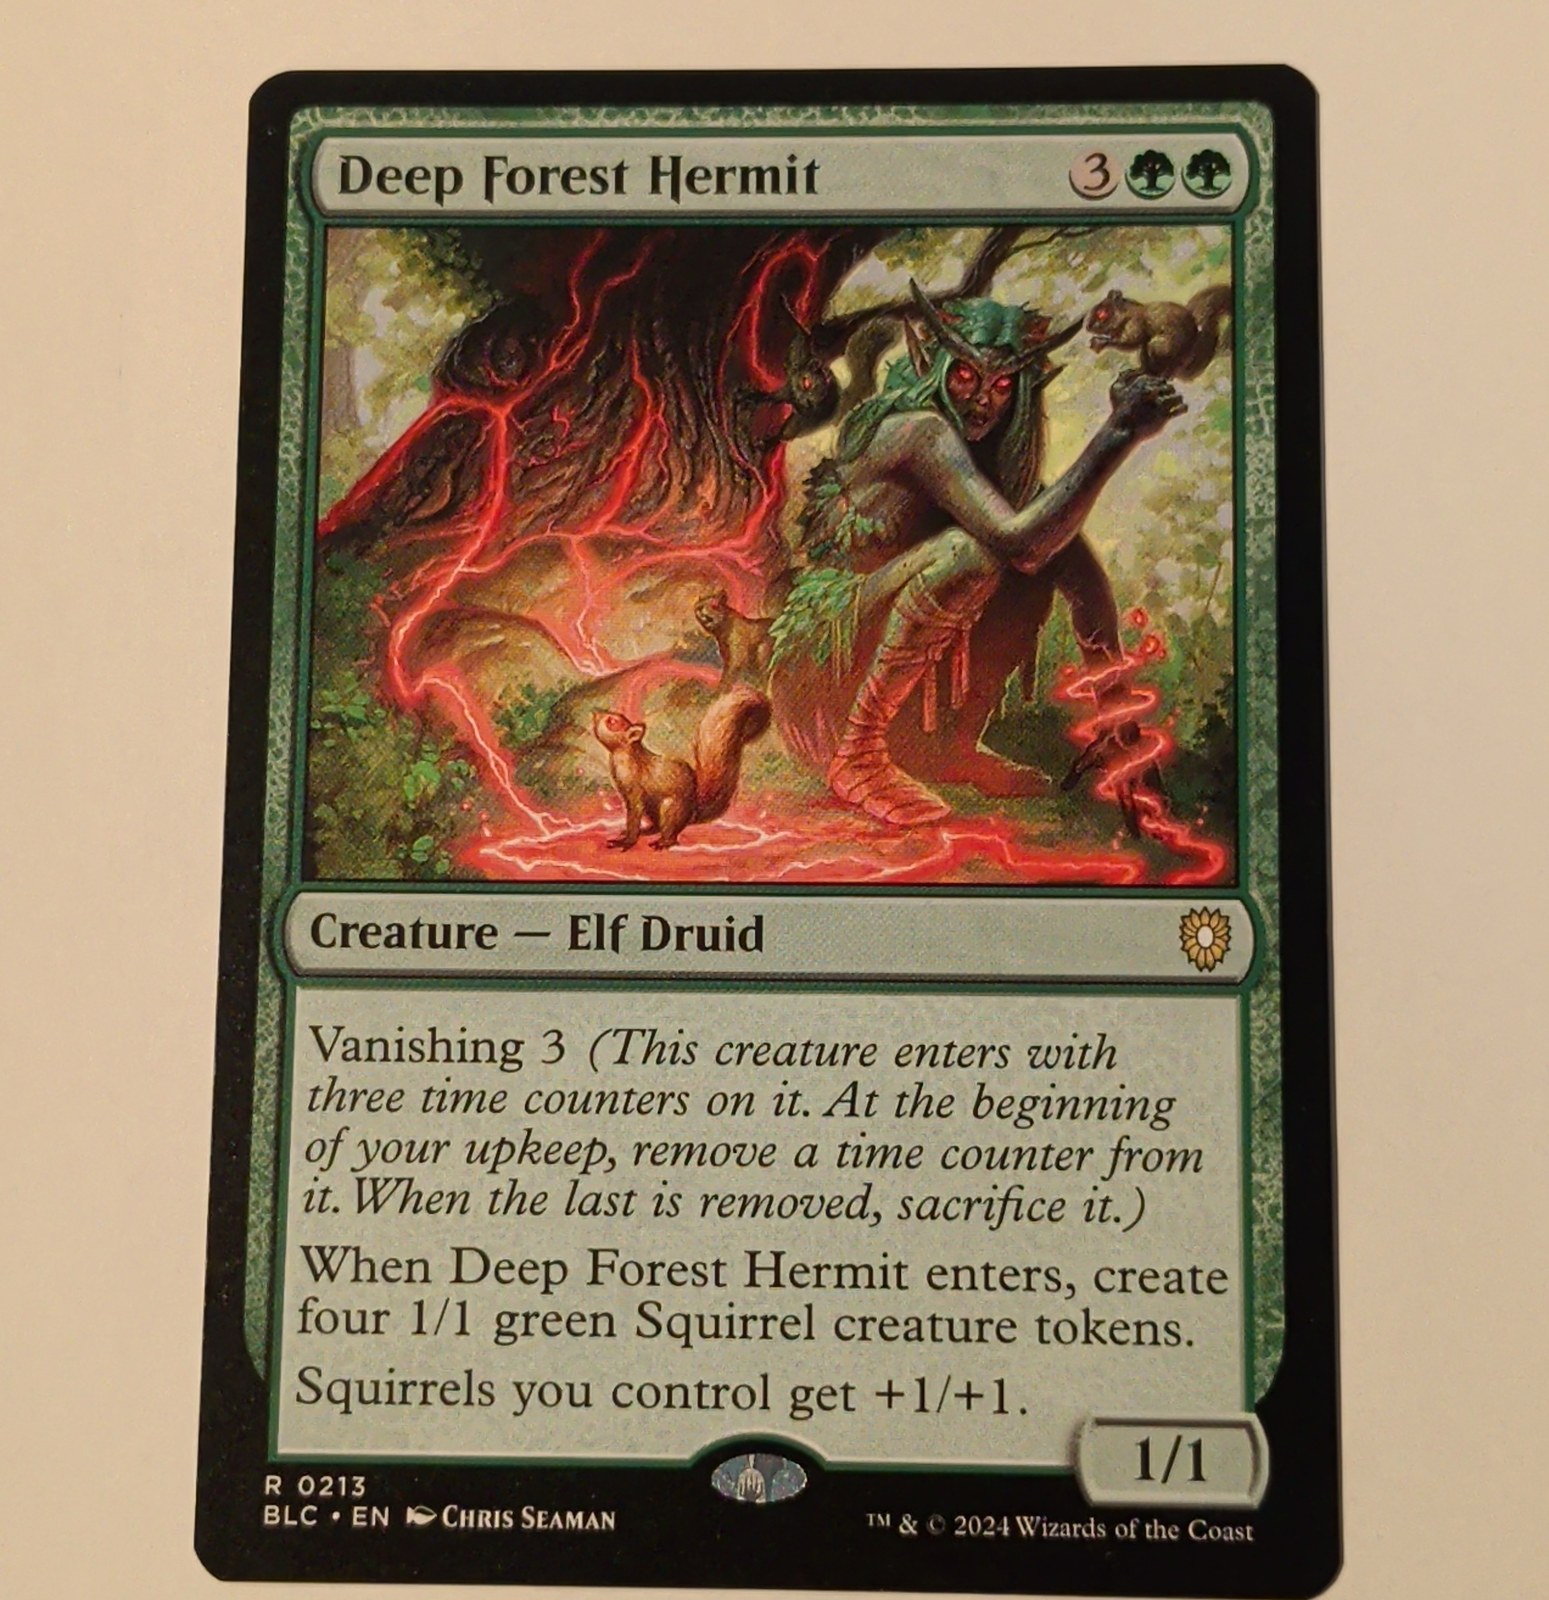 Deep Forest Hermit 3
Creature — Elf Druid
Vanishing 3 (This creature enters with
three time counters on it. At the beginning
of your upkeep, remove a time counter from
it. When the last is removed, sacrifice it.)
When Deep Forest Hermit enters, create
four 1/1 green Squirrel creature tokens.
Squirrels you control get +1/+1.
1/1
R 0213
BLC • EN Chris Seaman
™ & © 2024 Wizards of the Coast